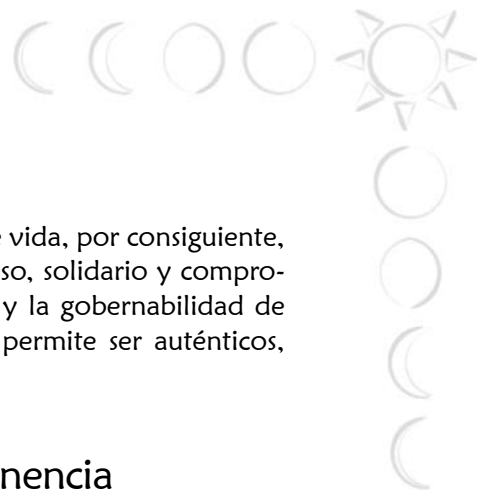 vida, por consiguiente,
so, solidario y compro-
y la gobernabilidad de
permite ser auténticos,
nencia